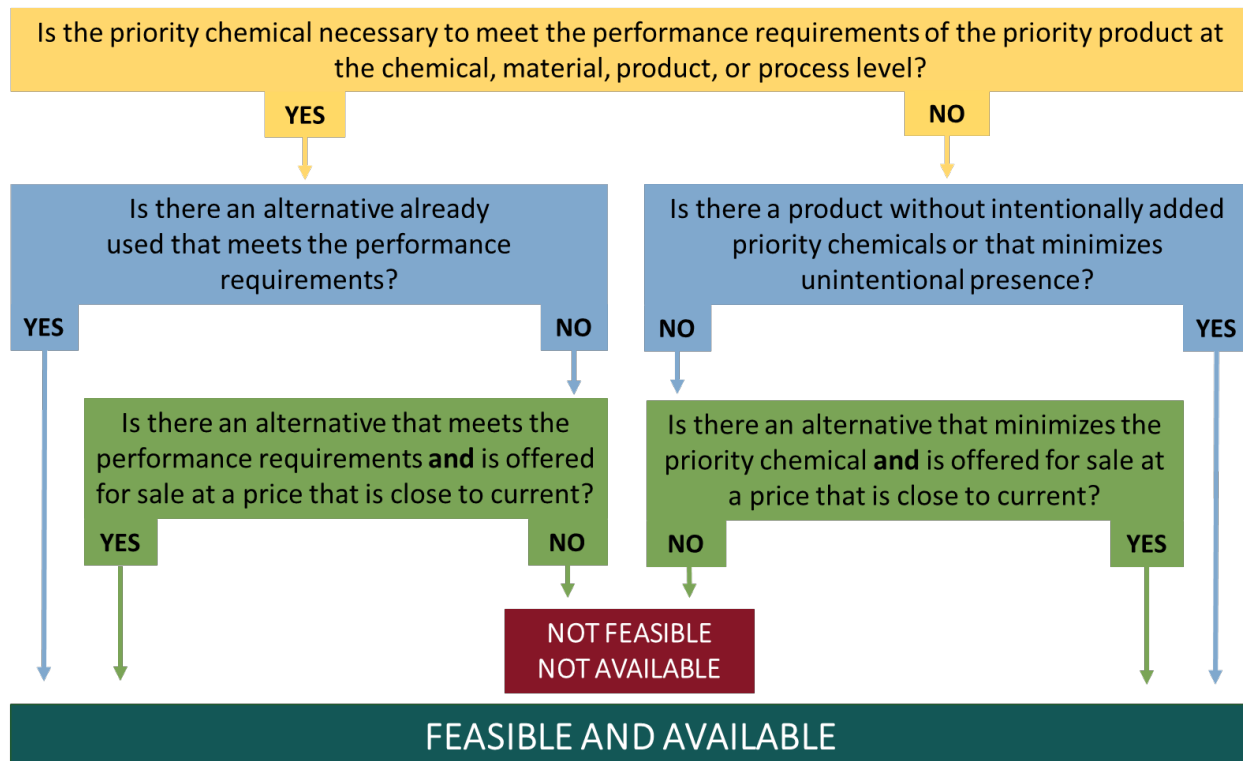 Is the priority chemical necessary to meet the performance requirements of the priority product at
the chemical, material, product, or process level?
YES
NO
Is there an alternative already
used that meets the performance
requirements?
YES
NO
Is there a product without intentionally added
priority chemicals or that minimizes
unintentional presence?
NO
YES
Is there an alternative that meets the
performance requirements and is offered
for sale at a price that is close to current?
YES
NO
Is there an alternative that minimizes the
priority chemical and is offered for sale at
a price that is close to current?
NO
YES
NOT FEASIBLE
NOT AVAILABLE
FEASIBLE AND AVAILABLE